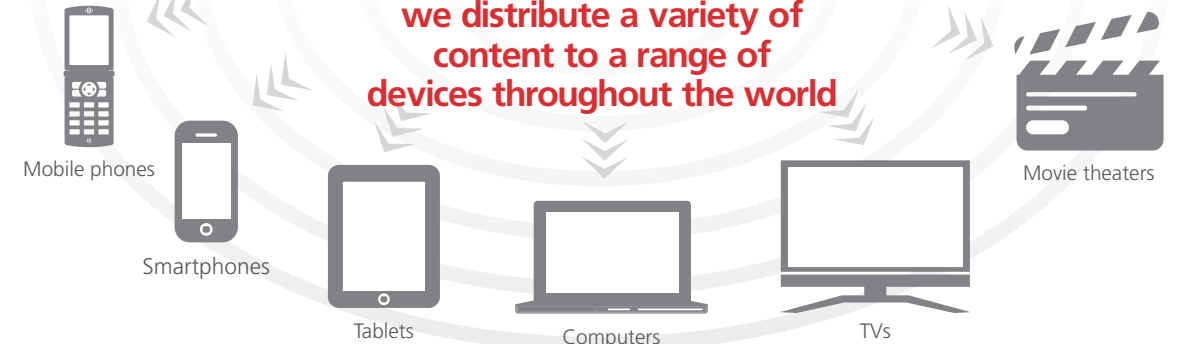 we distribute a variety of
content to a range of
devices throughout the world
Mobile phones
Smartphones
Tablets
Computers
TVs
Movie theaters